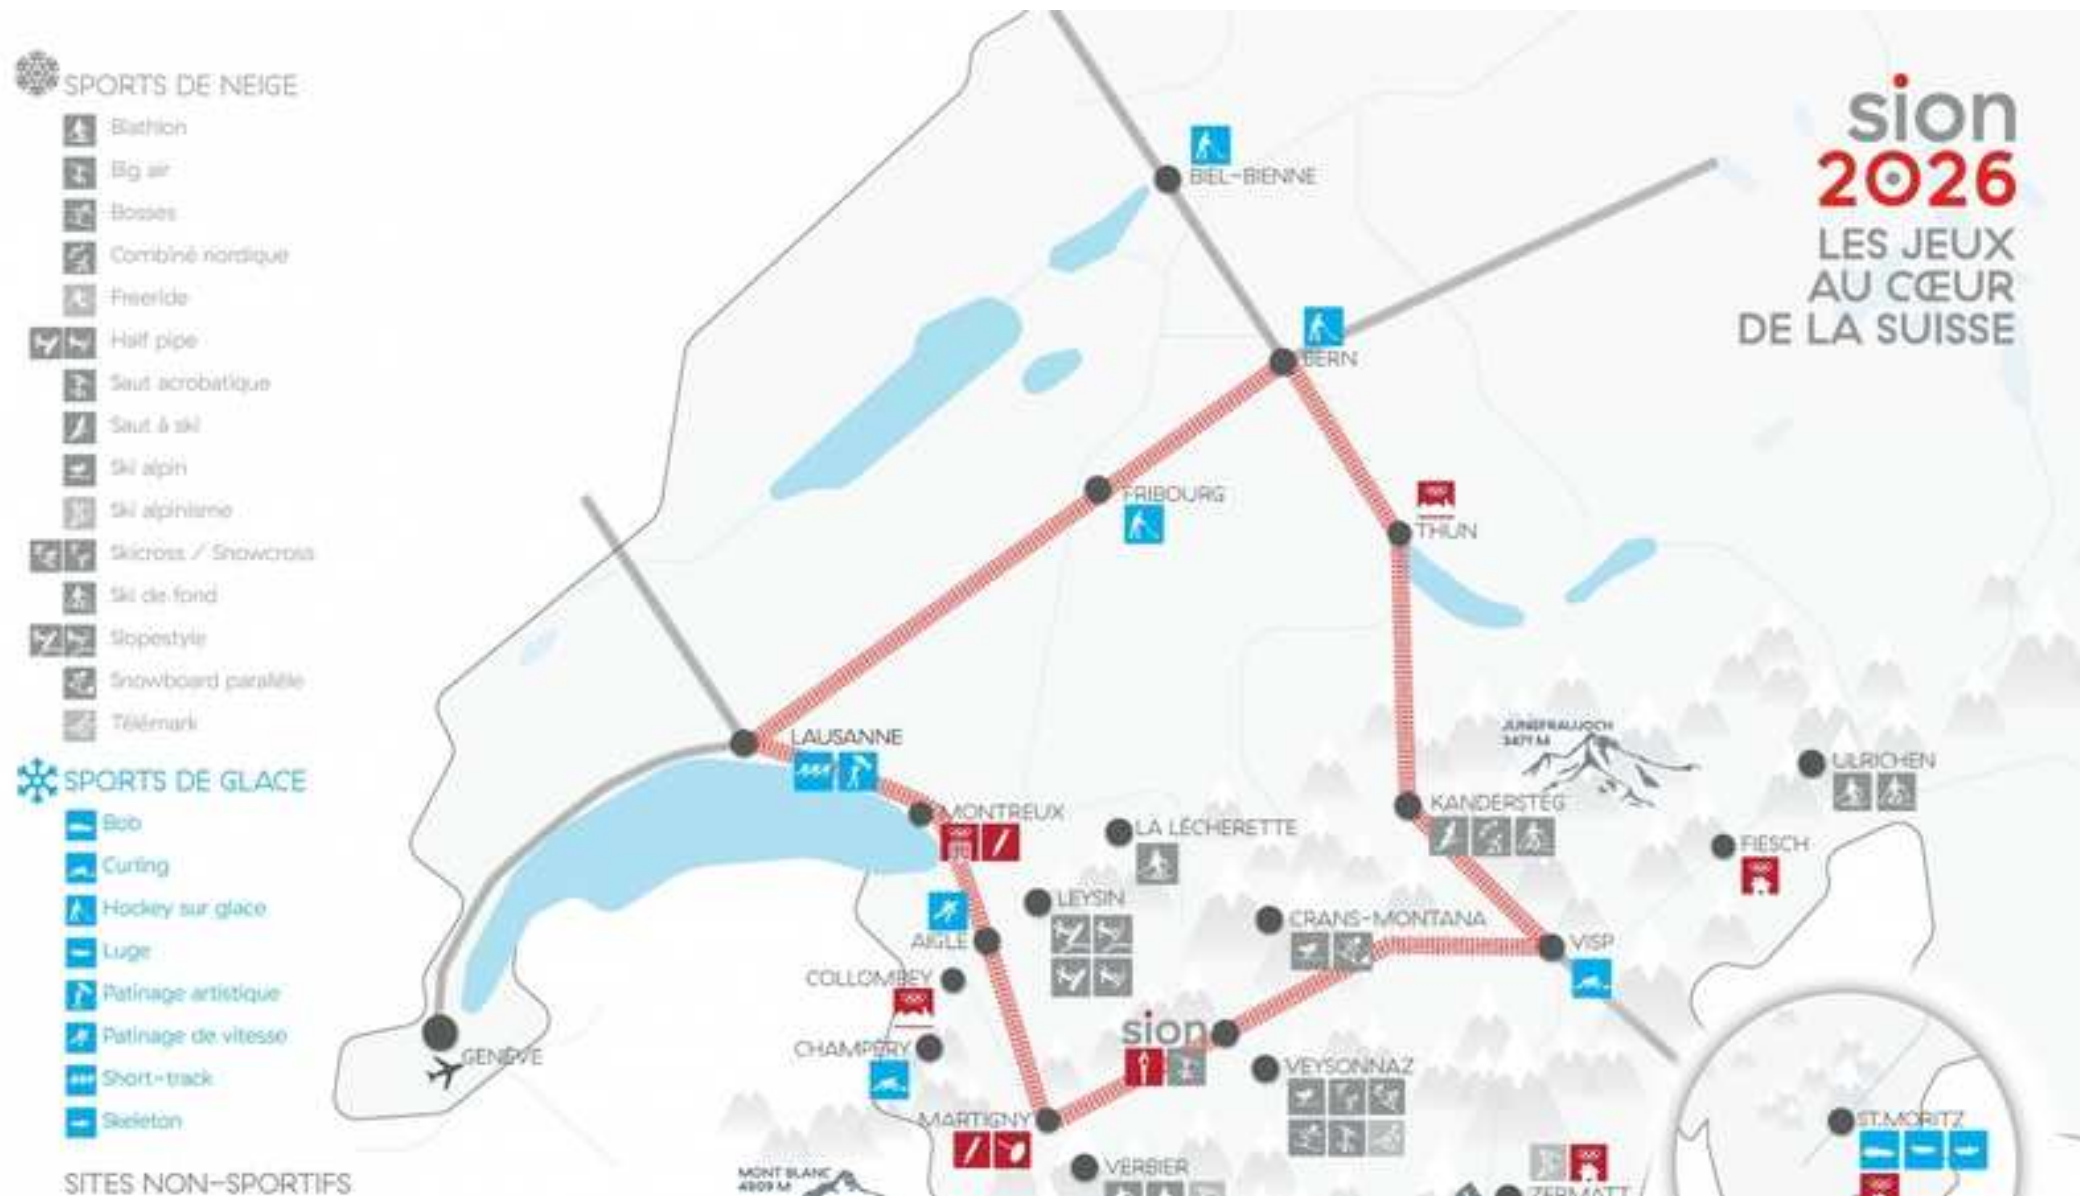 SPORTS DE NEIGE
Biathlon
Big air
Bosses
Combiné nordique
Freeride
Half pipe
Saut acrobatique
Saut à ski
Ski alpin
Ski alpinisme
Skicross / Snowcross
Ski de fond
Slopestyle
Snowboard parallèle
Télémark
SPORTS DE GLACE
Bob
Curling
Hockey sur glace
Luge
Patinage artistique
Patinage de vitesse
Short-track
Skeleton
SITES NON-SPORTIFS
sion
2026
LES JEUX
AU CŒUR
DE LA SUISSE
BIEL-BIENNE
BERN
FRIBOURG
THUN
LAUSANNE
JUNGFRAUJOCH
3471 M
ULRICHEN
MONTREUX
KANDERSTEG
LA LÉCHERETTE
FIESCH
LEYSIN
CRANS-MONTANA
AIGLE
VISP
COLLOMBEY
sion
CHAMPÉRY
GENÈVE
VEYSONNAZ
MARTIGNY
ST.MORITZ
VERBIER
MONT BLANC
4809 M
ZERMATT